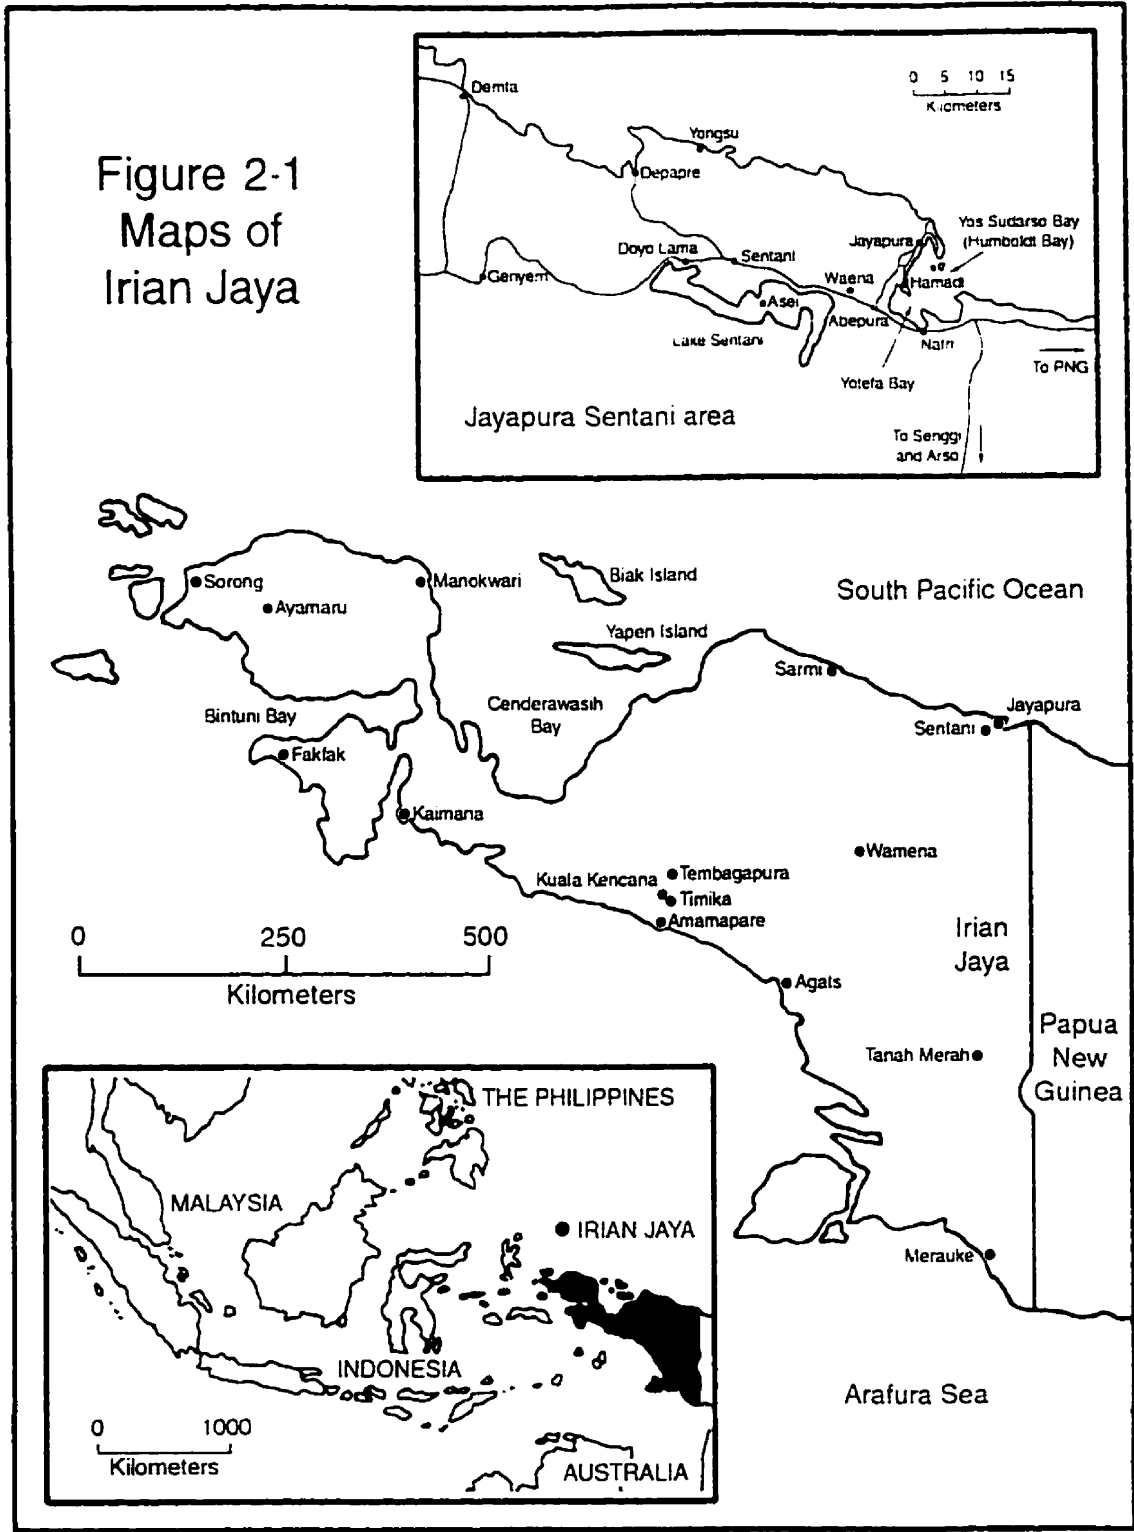 Figure 2-1
Maps of
Irian Jaya
0 5 10 15
Kilometers
Demta
Yongsu
Depapre
Yos Sudarso Bay
(Humboldt Bay)
Jayapura
Doyo Lama
Sentani
Genyem
Waena
Hamadi
Asei
Abepura
Lake Sentani
Nafri
To PNG
Yotefa Bay
Jayapura Sentani area
To Senggi
and Arso
Sorong
Manokwari
Biak Island
South Pacific Ocean
Ayamaru
Yapen Island
Sarmi
Bintuni Bay
Cenderawasih
Bay
Jayapura
Sentani
Fakfak
Kaimana
Wamena
Tembagapura
Kuala Kencana
Timika
Amamapare
0 250 500
Kilometers
Irian
Jaya
Agats
Papua
New
Guinea
Tanah Merah
THE PHILIPPINES
MALAYSIA
IRIAN JAYA
Merauke
INDONESIA
Arafura Sea
0 1000
Kilometers
AUSTRALIA